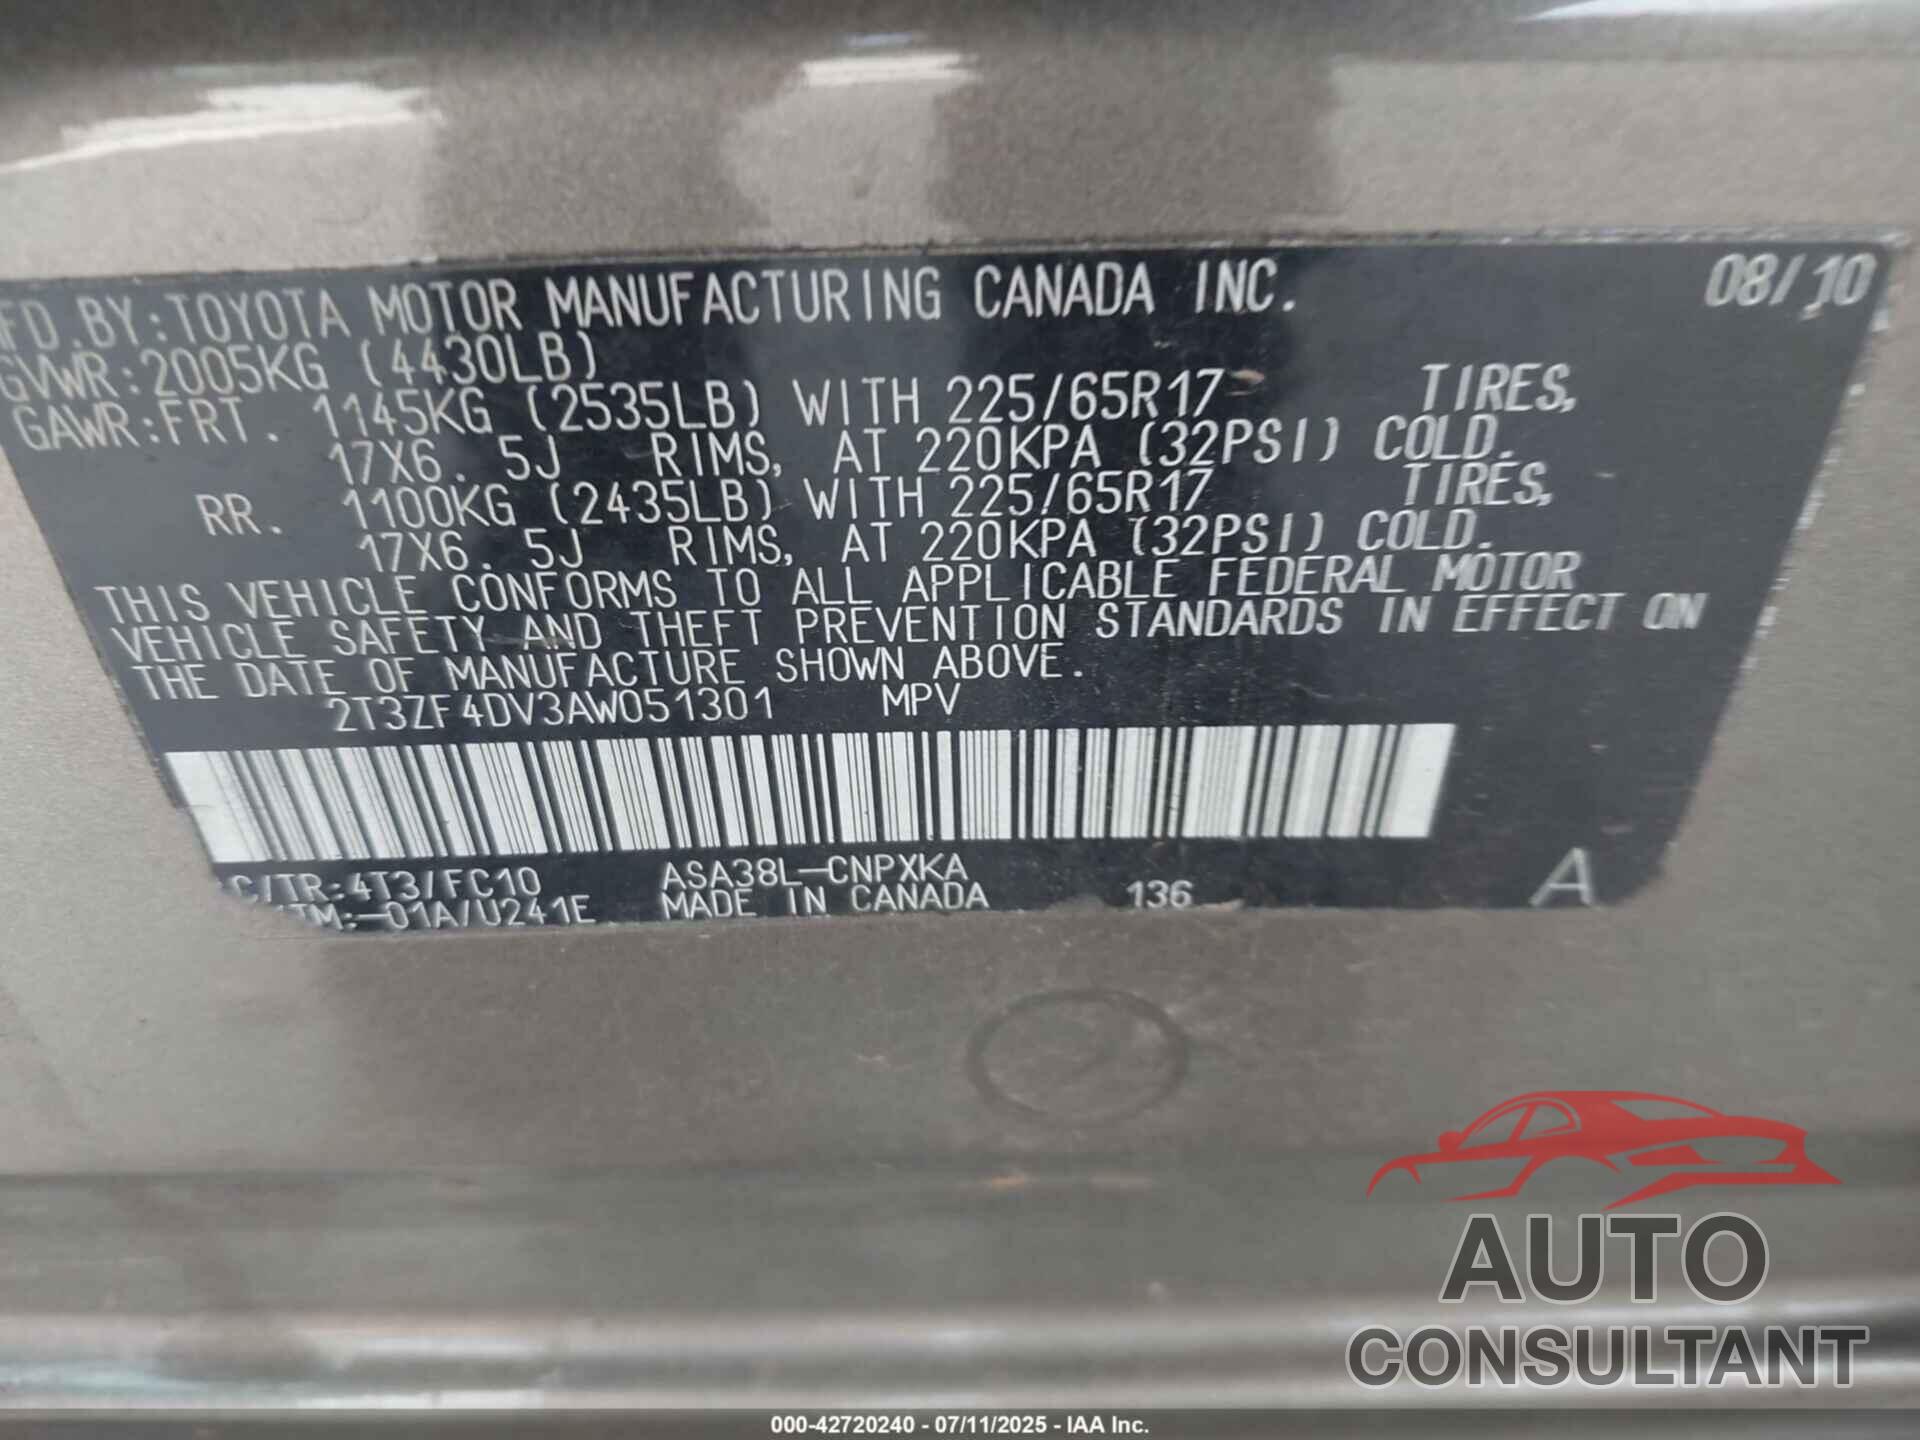 MFD.BY:TOYOTA MOTOR MANUFACTURING CANADA INC. 08/10
GVWR:2005KG (4430LB)
GAWR:FRT. 1145KG (2535LB) WITH 225/65R17 TIRES,
17X6.5J RIMS, AT 220KPA (32PSI) COLD.
RR. 1100KG (2435LB) WITH 225/65R17 TIRES,
17X6.5J RIMS, AT 220KPA (32PSI) COLD.
THIS VEHICLE CONFORMS TO ALL APPLICABLE FEDERAL MOTOR
VEHICLE SAFETY AND THEFT PREVENTION STANDARDS IN EFFECT ON
THE DATE OF MANUFACTURE SHOWN ABOVE.
2T3ZF4DV3AW051301 MPV
C/TR:4T3/FC10 ASA38L-CNPXKA
TM:-01A/U241E MADE IN CANADA 136 A
AUTO
CONSULTANT
000-42720240 - 07/11/2025 - IAA Inc.